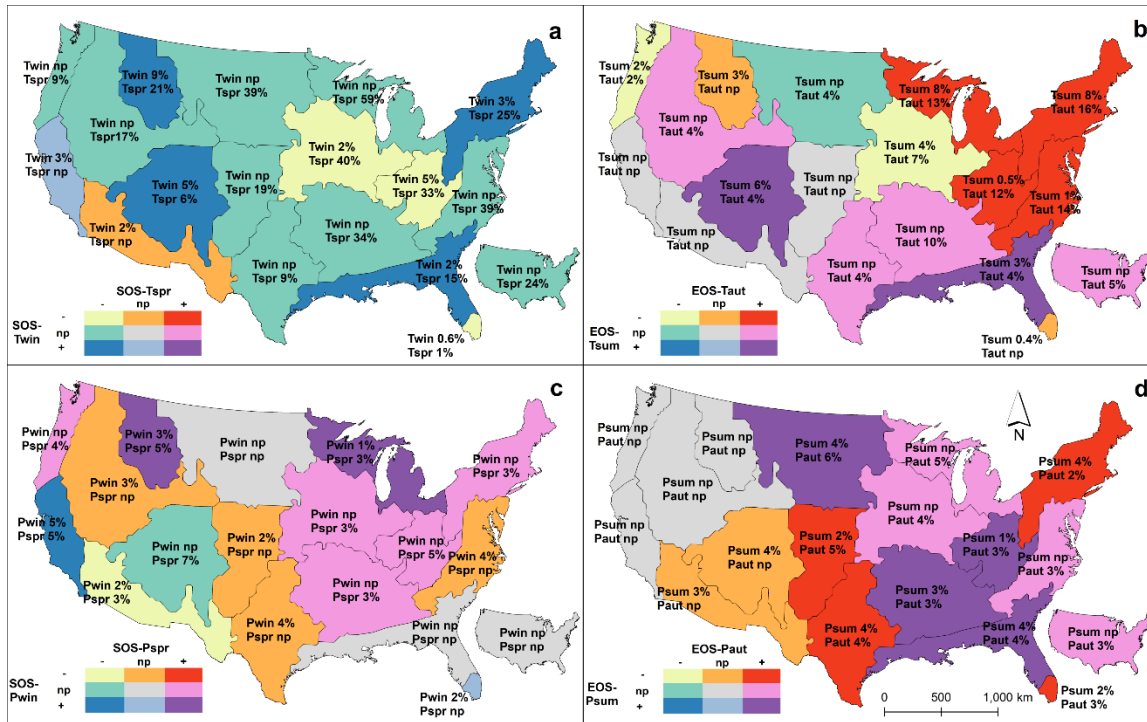 a
Twin np
Tspr 9%
Twin 9%
Tspr 21%
Twin np
Tspr 39%
Twin np
Tspr 59%
Twin 3%
Tspr 25%
Twin np
Tspr17%
Twin 2%
Tspr 40%
Twin 3%
Tspr np
Twin 5%
Tspr 6%
Twin np
Tspr 19%
Twin 5%
Tspr 33%
Twin np
Tspr 39%
Twin 2%
Tspr np
Twin np
Tspr 34%
Twin np
Tspr 9%
Twin 2%
Tspr 15%
Twin np
Tspr 24%
Twin 0.6%
Tspr 1%
SOS-Tspr
- np +
SOS-
Twin
-
np
+
b
Tsum 2%
Taut 2%
Tsum 3%
Taut np
Tsum np
Taut 4%
Tsum 8%
Taut 13%
Tsum 8%
Taut 16%
Tsum np
Taut 4%
Tsum 4%
Taut 7%
Tsum np
Taut np
Tsum 6%
Taut 4%
Tsum np
Taut np
Tsum 0.5%
Taut 12%
Tsum 1%
Taut 14%
Tsum np
Taut np
Tsum np
Taut 10%
Tsum np
Taut 4%
Tsum 3%
Taut 4%
Tsum np
Taut 5%
Tsum 0.4%
Taut np
EOS-Taut
- np +
EOS-
Tsum
-
np
+
c
Pwin np
Pspr 4%
Pwin 3%
Pspr 5%
Pwin np
Pspr np
Pwin 1%
Pspr 3%
Pwin np
Pspr 3%
Pwin 3%
Pspr np
Pwin np
Pspr 3%
Pwin 5%
Pspr 5%
Pwin np
Pspr 7%
Pwin 2%
Pspr np
Pwin np
Pspr 5%
Pwin 4%
Pspr np
Pwin 2%
Pspr 3%
Pwin np
Pspr 3%
Pwin 4%
Pspr np
Pwin np
Pspr np
Pwin np
Pspr np
Pwin 2%
Pspr np
SOS-Pspr
- np +
SOS-
Pwin
-
np
+
d
N
Psum np
Paut np
Psum np
Paut np
Psum 4%
Paut 6%
Psum np
Paut 5%
Psum 4%
Paut 2%
Psum np
Paut np
Psum np
Paut 4%
Psum np
Paut np
Psum 4%
Paut np
Psum 2%
Paut 5%
Psum 1%
Paut 3%
Psum np
Paut 3%
Psum 3%
Paut np
Psum 3%
Paut 3%
Psum 4%
Paut 4%
Psum 4%
Paut 4%
Psum np
Paut 3%
Psum 2%
Paut 3%
EOS-Paut
- np +
EOS-
Psum
-
np
+
0 500 1,000 km